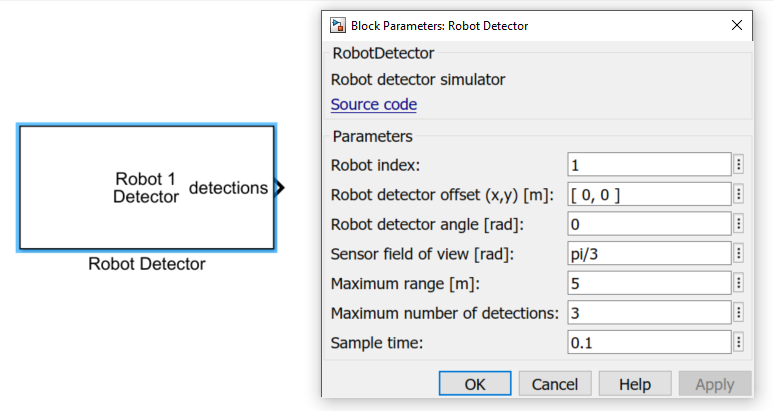 Robot 1
Detector
detections
Robot Detector
Block Parameters: Robot Detector
RobotDetector
Robot detector simulator
Source code
Parameters
Robot index: 1
Robot detector offset (x,y) [m]: [ 0, 0 ]
Robot detector angle [rad]: 0
Sensor field of view [rad]: pi/3
Maximum range [m]: 5
Maximum number of detections: 3
Sample time: 0.1
OK Cancel Help Apply